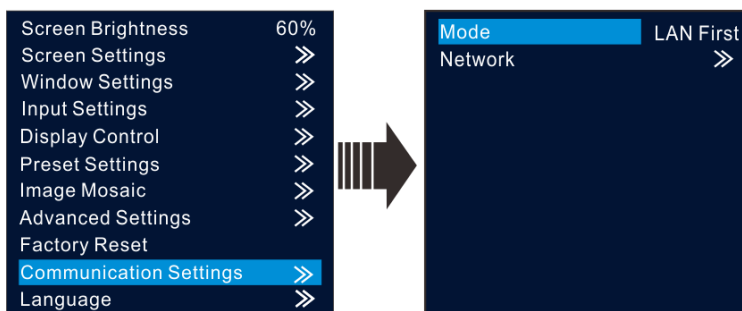 Screen Brightness 60%
Screen Settings
Window Settings
Input Settings
Display Control
Preset Settings
Image Mosaic
Advanced Settings
Factory Reset
Communication Settings
Language
Mode LAN First
Network